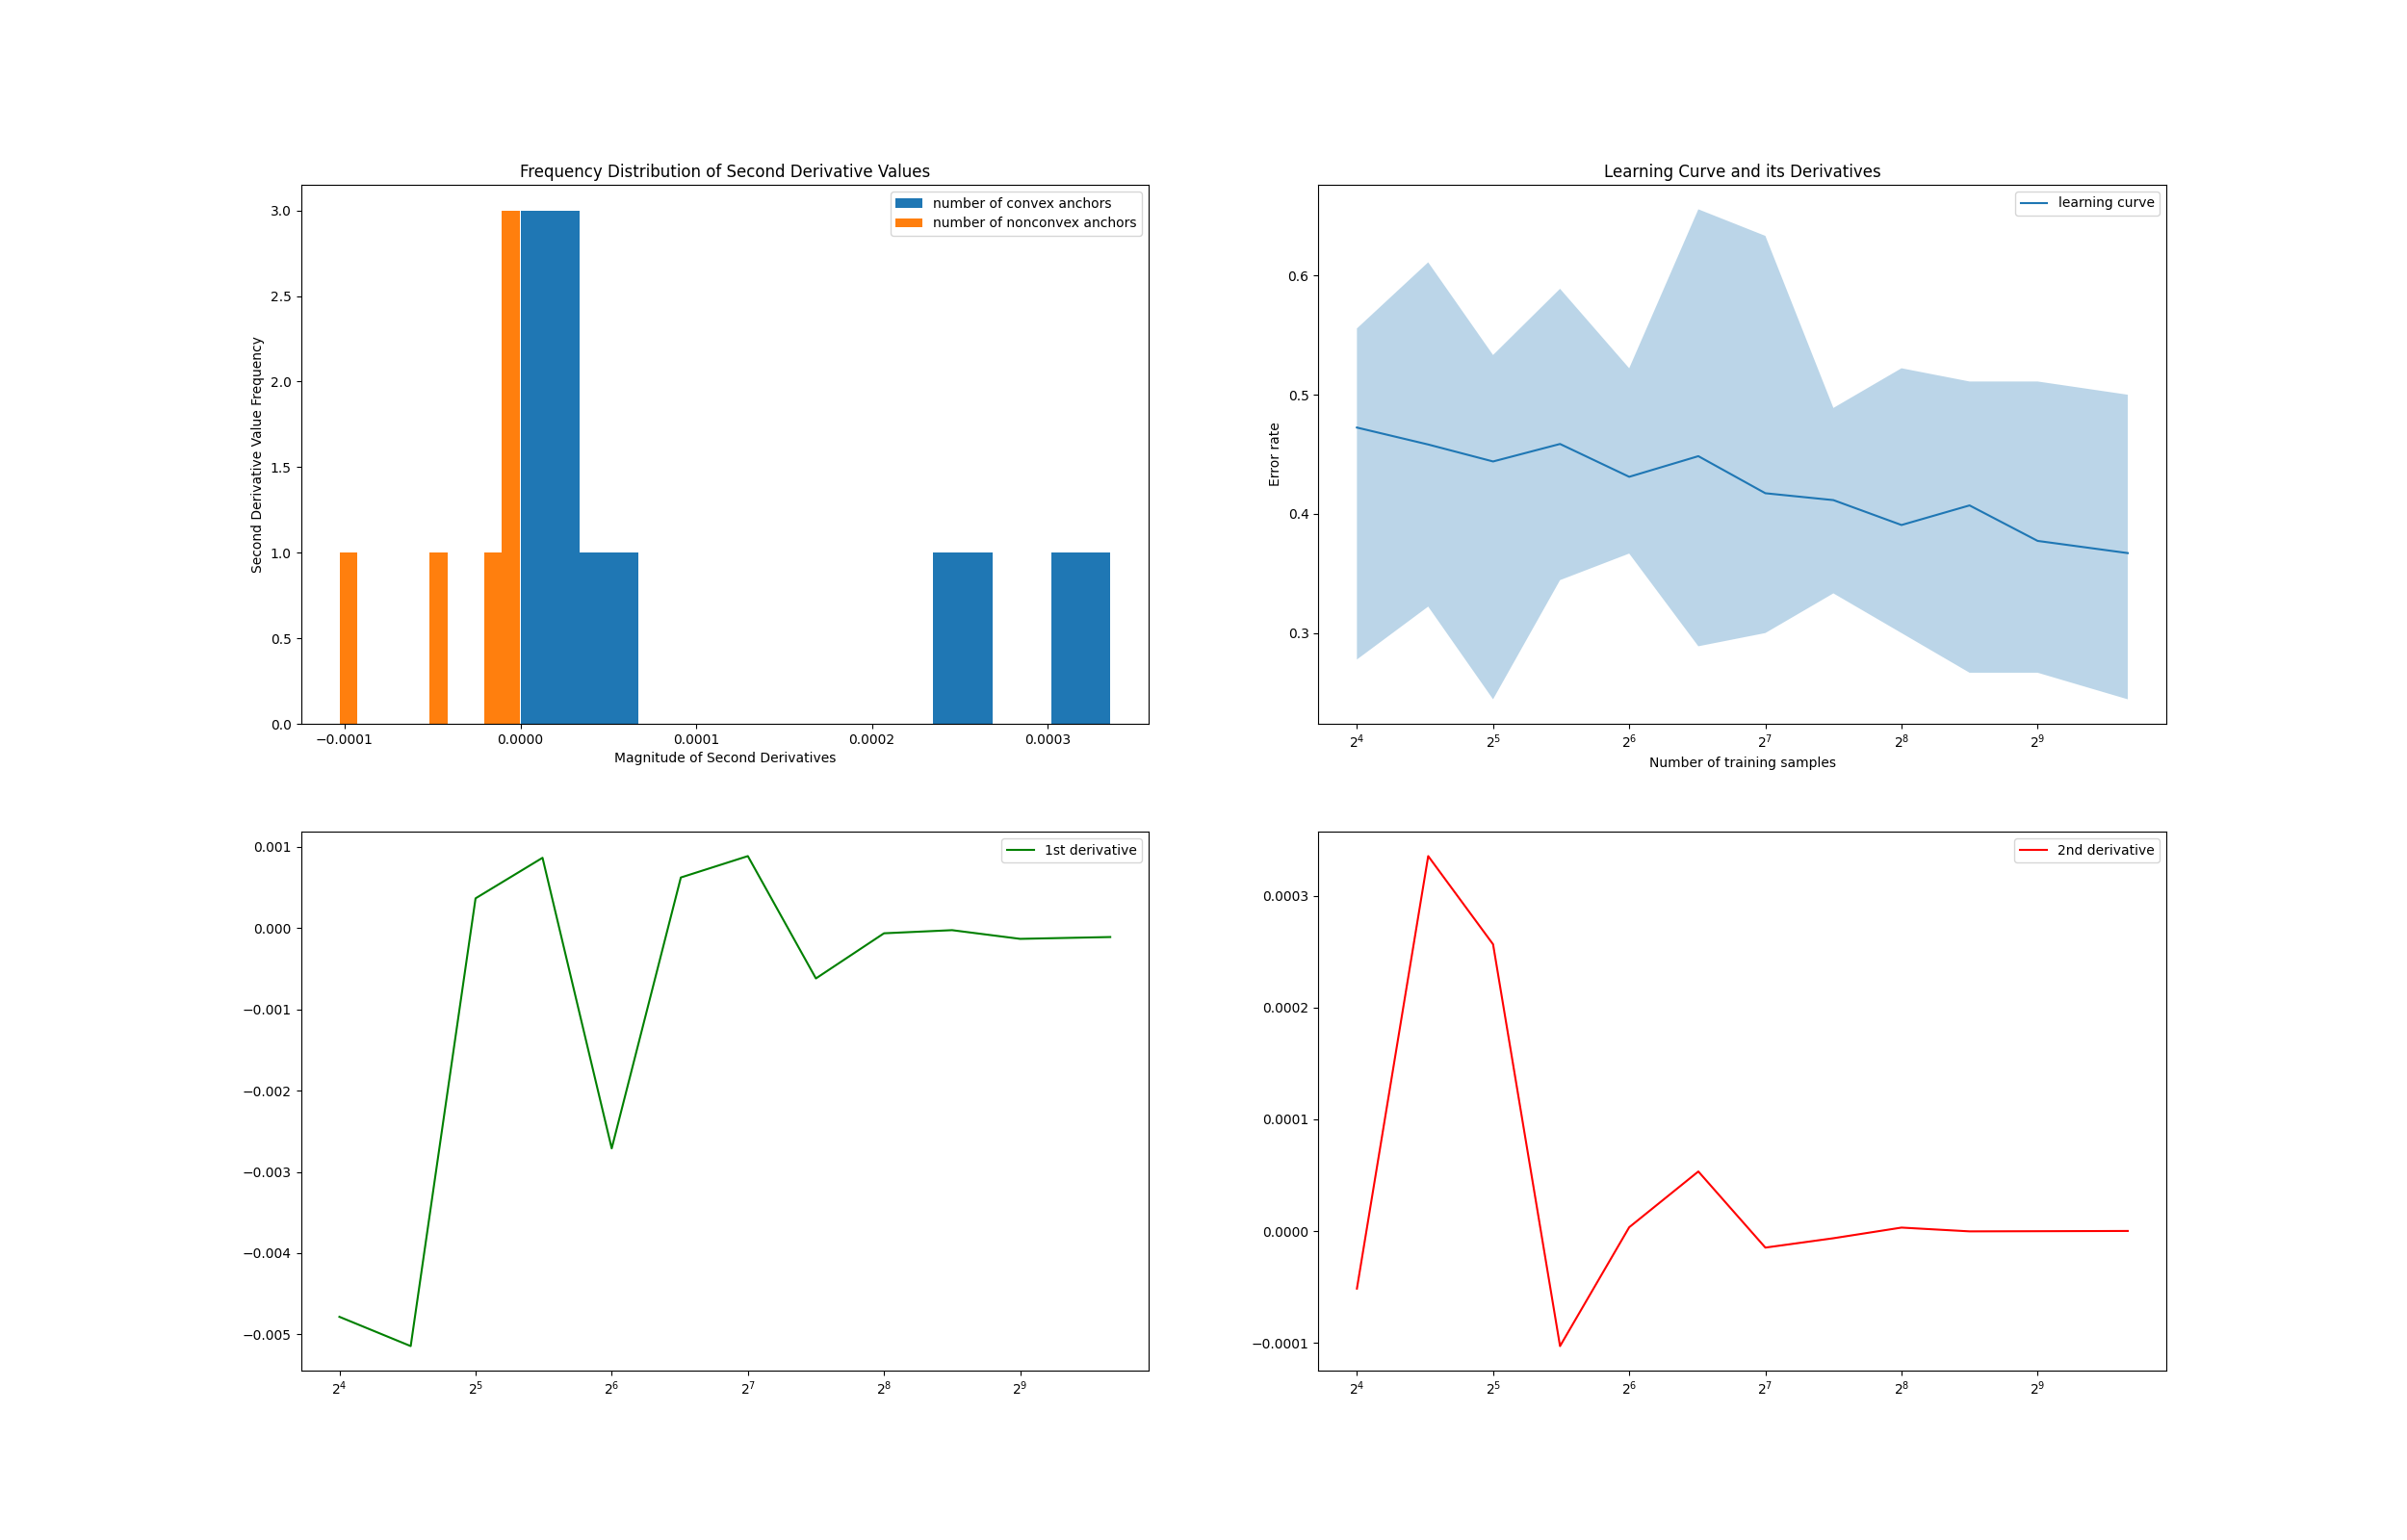 Frequency Distribution of Second Derivative Values
number of convex anchors
number of nonconvex anchors
Second Derivative Value Frequency
3.0
2.5
2.0
1.5
1.0
0.5
0.0
−0.0001 0.0000 0.0001 0.0002 0.0003
Magnitude of Second Derivatives
Learning Curve and its Derivatives
learning curve
Error rate
0.6
0.5
0.4
0.3
2⁴ 2⁵ 2⁶ 2⁷ 2⁸ 2⁹
Number of training samples
1st derivative
0.001
0.000
−0.001
−0.002
−0.003
−0.004
−0.005
2⁴ 2⁵ 2⁶ 2⁷ 2⁸ 2⁹
2nd derivative
0.0003
0.0002
0.0001
0.0000
−0.0001
2⁴ 2⁵ 2⁶ 2⁷ 2⁸ 2⁹